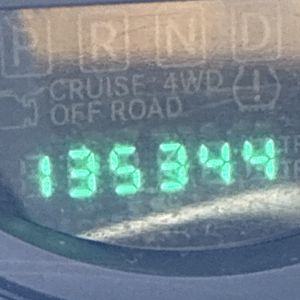 P R N D
CRUISE 4WD
OFF ROAD
135344